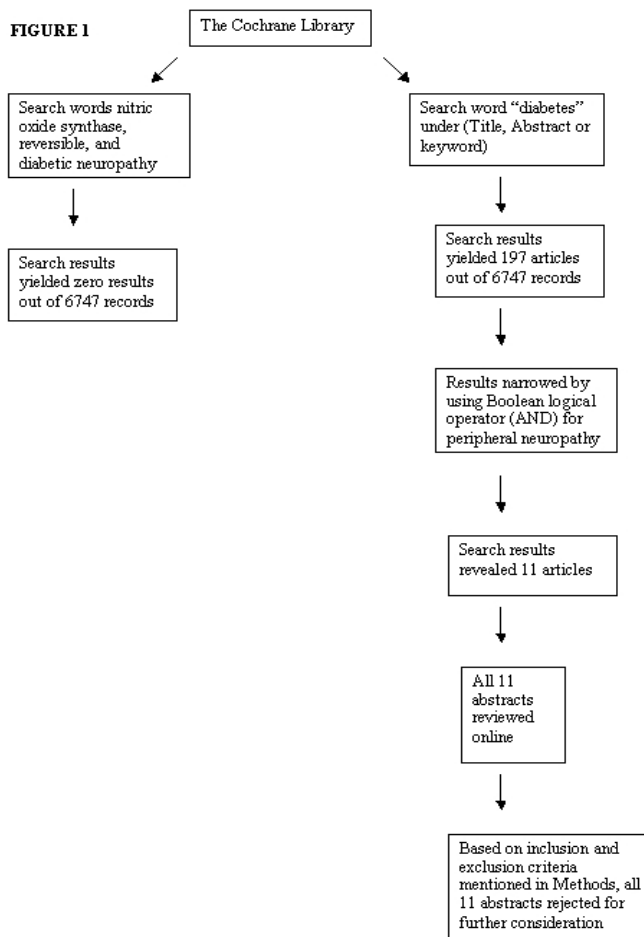 FIGURE 1
The Cochrane Library
Search words nitric
oxide synthase,
reversible, and
diabetic neuropathy
Search results
yielded zero results
out of 6747 records
Search word “diabetes”
under (Title, Abstract or
keyword)
Search results
yielded 197 articles
out of 6747 records
Results narrowed by
using Boolean logical
operator (AND) for
peripheral neuropathy
Search results
revealed 11 articles
All 11
abstracts
reviewed
online
Based on inclusion and
exclusion criteria
mentioned in Methods, all
11 abstracts rejected for
further consideration